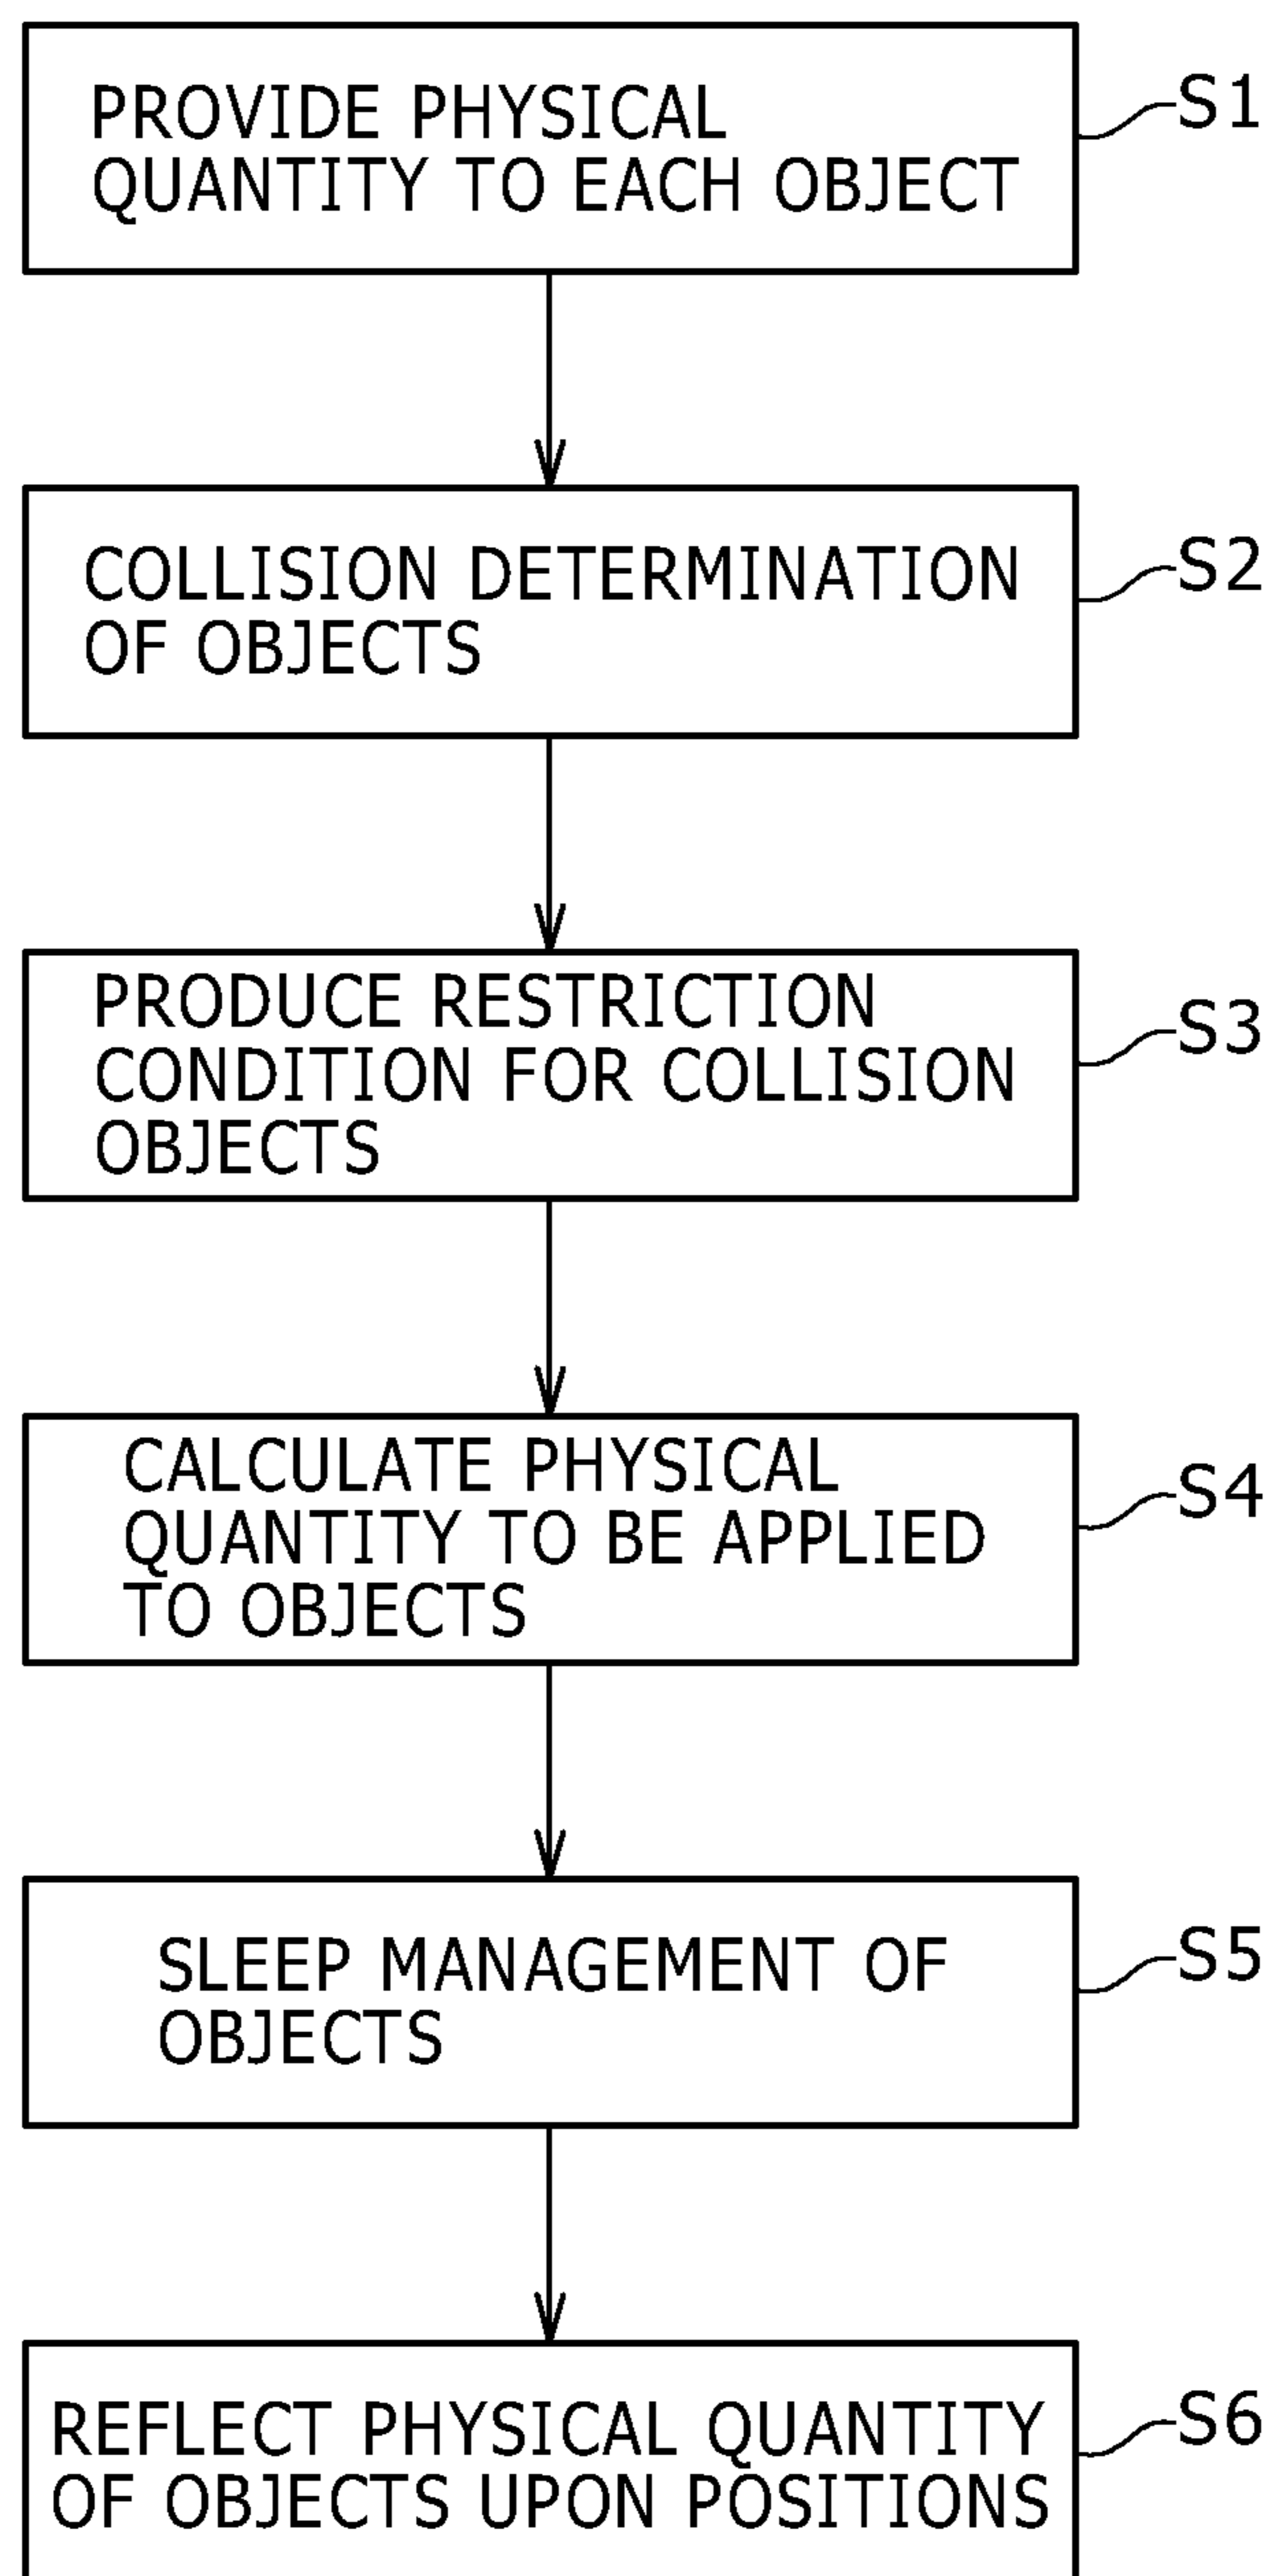 PROVIDE PHYSICAL
QUANTITY TO EACH OBJECT
S1
COLLISION DETERMINATION
OF OBJECTS
S2
PRODUCE RESTRICTION
CONDITION FOR COLLISION
OBJECTS
S3
CALCULATE PHYSICAL
QUANTITY TO BE APPLIED
TO OBJECTS
S4
SLEEP MANAGEMENT OF
OBJECTS
S5
REFLECT PHYSICAL QUANTITY
OF OBJECTS UPON POSITIONS
S6